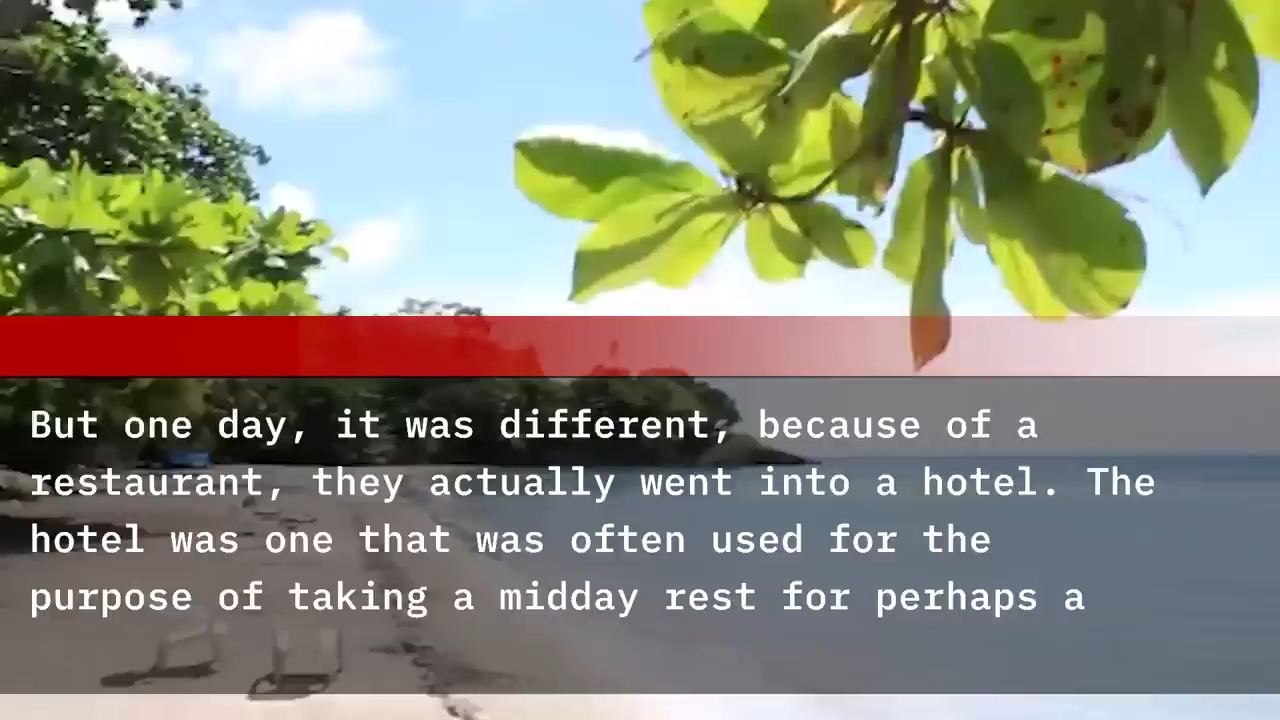 But one day, it was different, because of a
restaurant, they actually went into a hotel. The
hotel was one that was often used for the
purpose of taking a midday rest for perhaps a